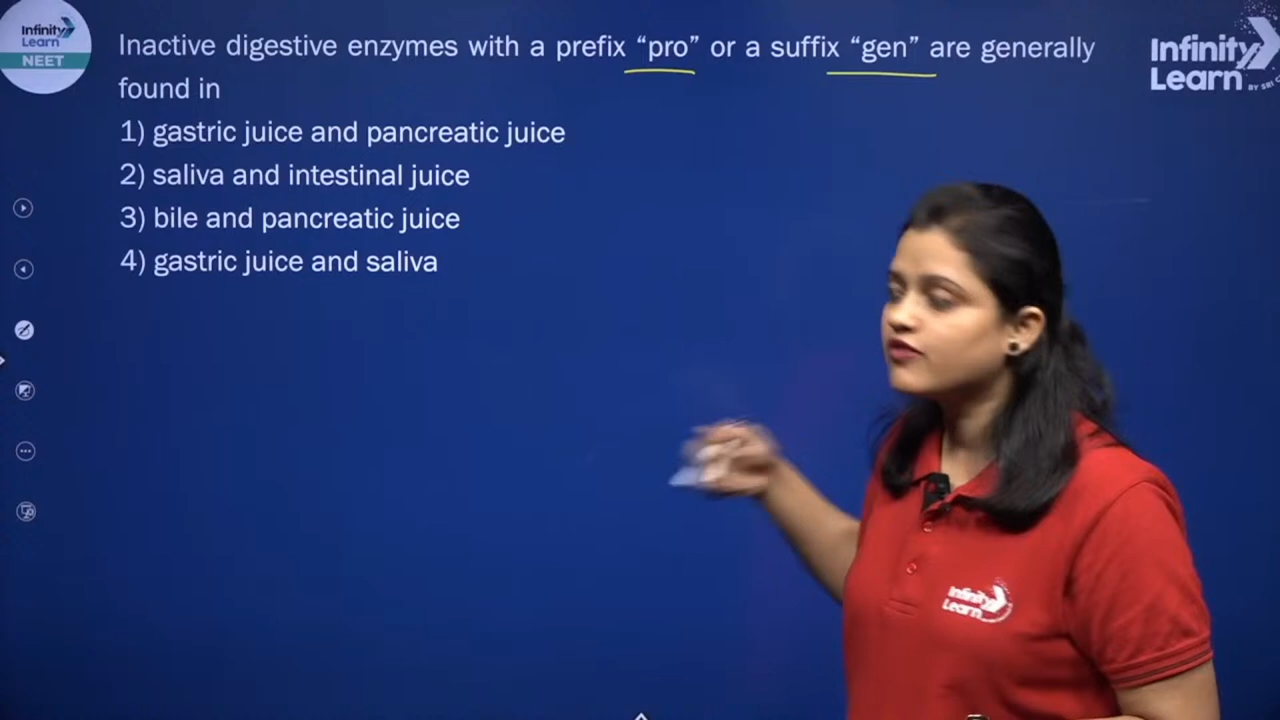 Infinity
Learn
NEET
Inactive digestive enzymes with a prefix “pro” or a suffix “gen” are generally
found in
1) gastric juice and pancreatic juice
2) saliva and intestinal juice
3) bile and pancreatic juice
4) gastric juice and saliva
Infinity
Learn
BY SRI
Infinity
Learn